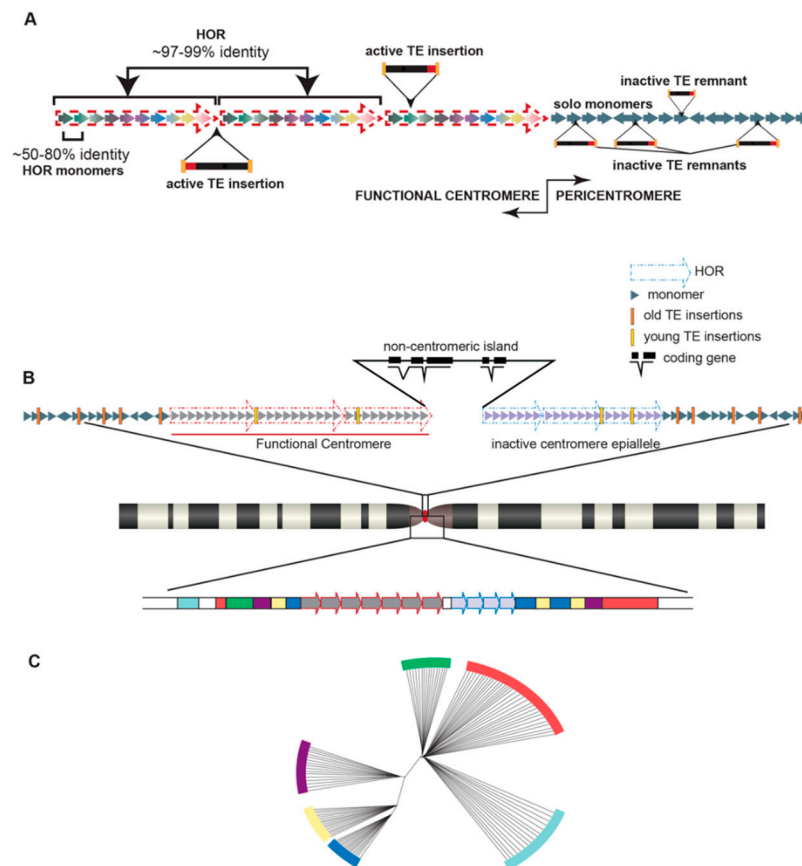 A
HOR
~97-99% identity
active TE insertion
inactive TE remnant
solo monomers
~50-80% identity
HOR monomers
active TE insertion
inactive TE remnants
FUNCTIONAL CENTROMERE
PERICENTROMERE
HOR
monomer
old TE insertions
young TE insertions
coding gene
non-centromeric island
B
Functional Centromere
inactive centromere epiallele
C